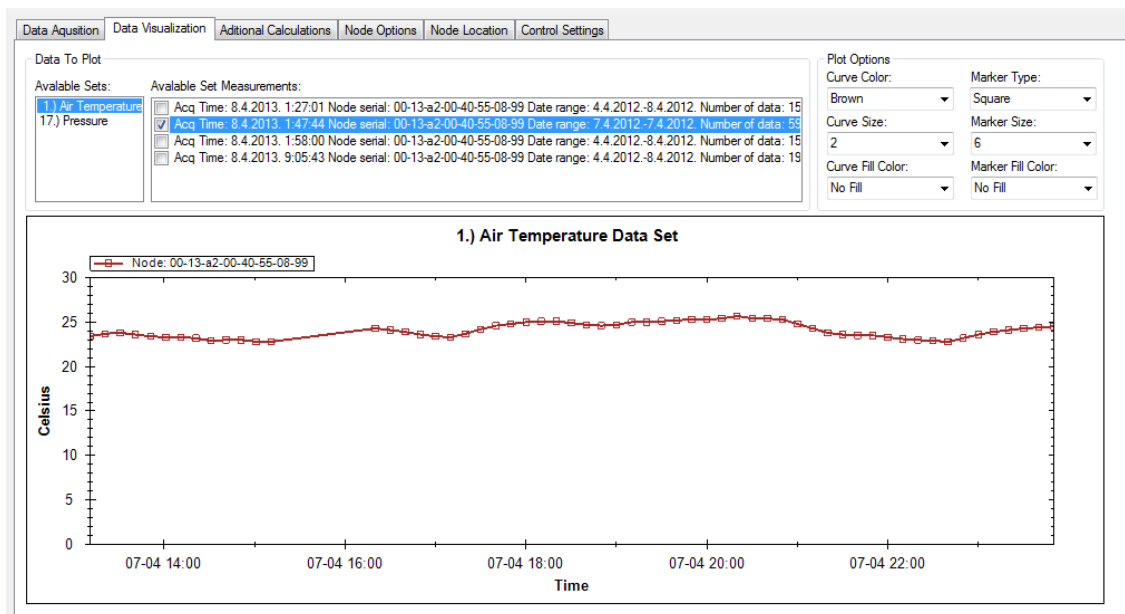 Data Aqusition Data Visualization Aditional Calculations Node Options Node Location Control Settings
Data To Plot
Avalable Sets:
1.) Air Temperature
17.) Pressure
Avalable Set Measurements:
Acq Time: 8.4.2013. 1:27:01 Node serial: 00-13-a2-00-40-55-08-99 Date range: 4.4.2012.-8.4.2012. Number of data: 15
Acq Time: 8.4.2013. 1:47:44 Node serial: 00-13-a2-00-40-55-08-99 Date range: 7.4.2012.-7.4.2012. Number of data: 59
Acq Time: 8.4.2013. 1:58:00 Node serial: 00-13-a2-00-40-55-08-99 Date range: 4.4.2012.-8.4.2012. Number of data: 15
Acq Time: 8.4.2013. 9:05:43 Node serial: 00-13-a2-00-40-55-08-99 Date range: 4.4.2012.-8.4.2012. Number of data: 19
Plot Options
Curve Color: Marker Type:
Brown Square
Curve Size: Marker Size:
2 6
Curve Fill Color: Marker Fill Color:
No Fill No Fill
1.) Air Temperature Data Set
Node: 00-13-a2-00-40-55-08-99
30
25
20
15
10
5
0
Celsius
07-04 14:00 07-04 16:00 07-04 18:00 07-04 20:00 07-04 22:00
Time